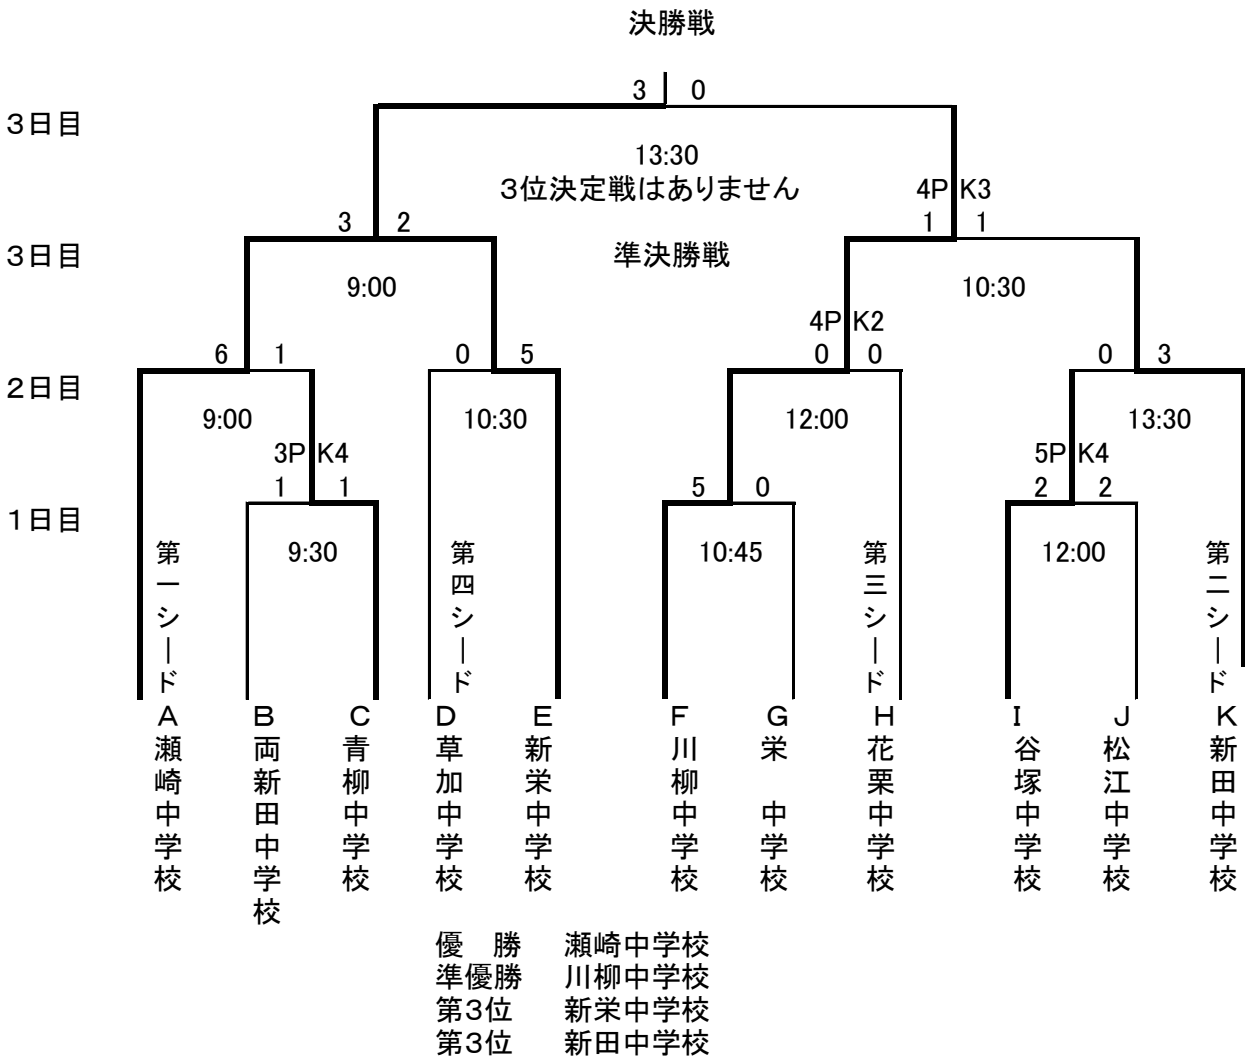 決勝戦
3 0
3日目
13:30
3位決定戦はありません
4PK3
3 2
1 1
3日目
準決勝戦
9:00
10:30
4PK2
6 1
0 5
0 0
0 3
2日目
9:00
10:30
12:00
13:30
3PK4
5PK4
1 1
5 0
2 2
1日目
9:30
10:45
12:00
第一シード
第四シード
第三シード
第二シード
A 瀬崎中学校
B 両新田中学校
C 青柳中学校
D 草加中学校
E 新栄中学校
F 川柳中学校
G 栄 中学校
H 花栗中学校
I 谷塚中学校
J 松江中学校
K 新田中学校
優 勝 瀬崎中学校
準優勝 川柳中学校
第3位 新栄中学校
第3位 新田中学校